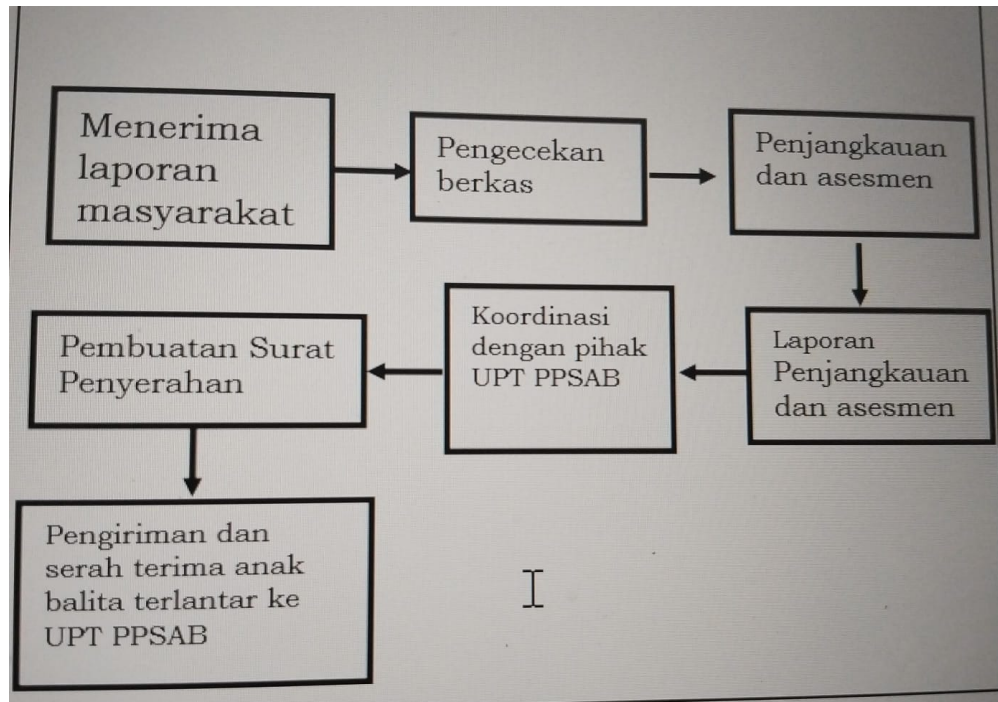 Menerima
laporan
masyarakat
Pengecekan
berkas
Penjangkauan
dan asesmen
Laporan
Penjangkauan
dan asesmen
Koordinasi
dengan pihak
UPT PPSAB
Pembuatan Surat
Penyerahan
Pengiriman dan
serah terima anak
balita terlantar ke
UPT PPSAB